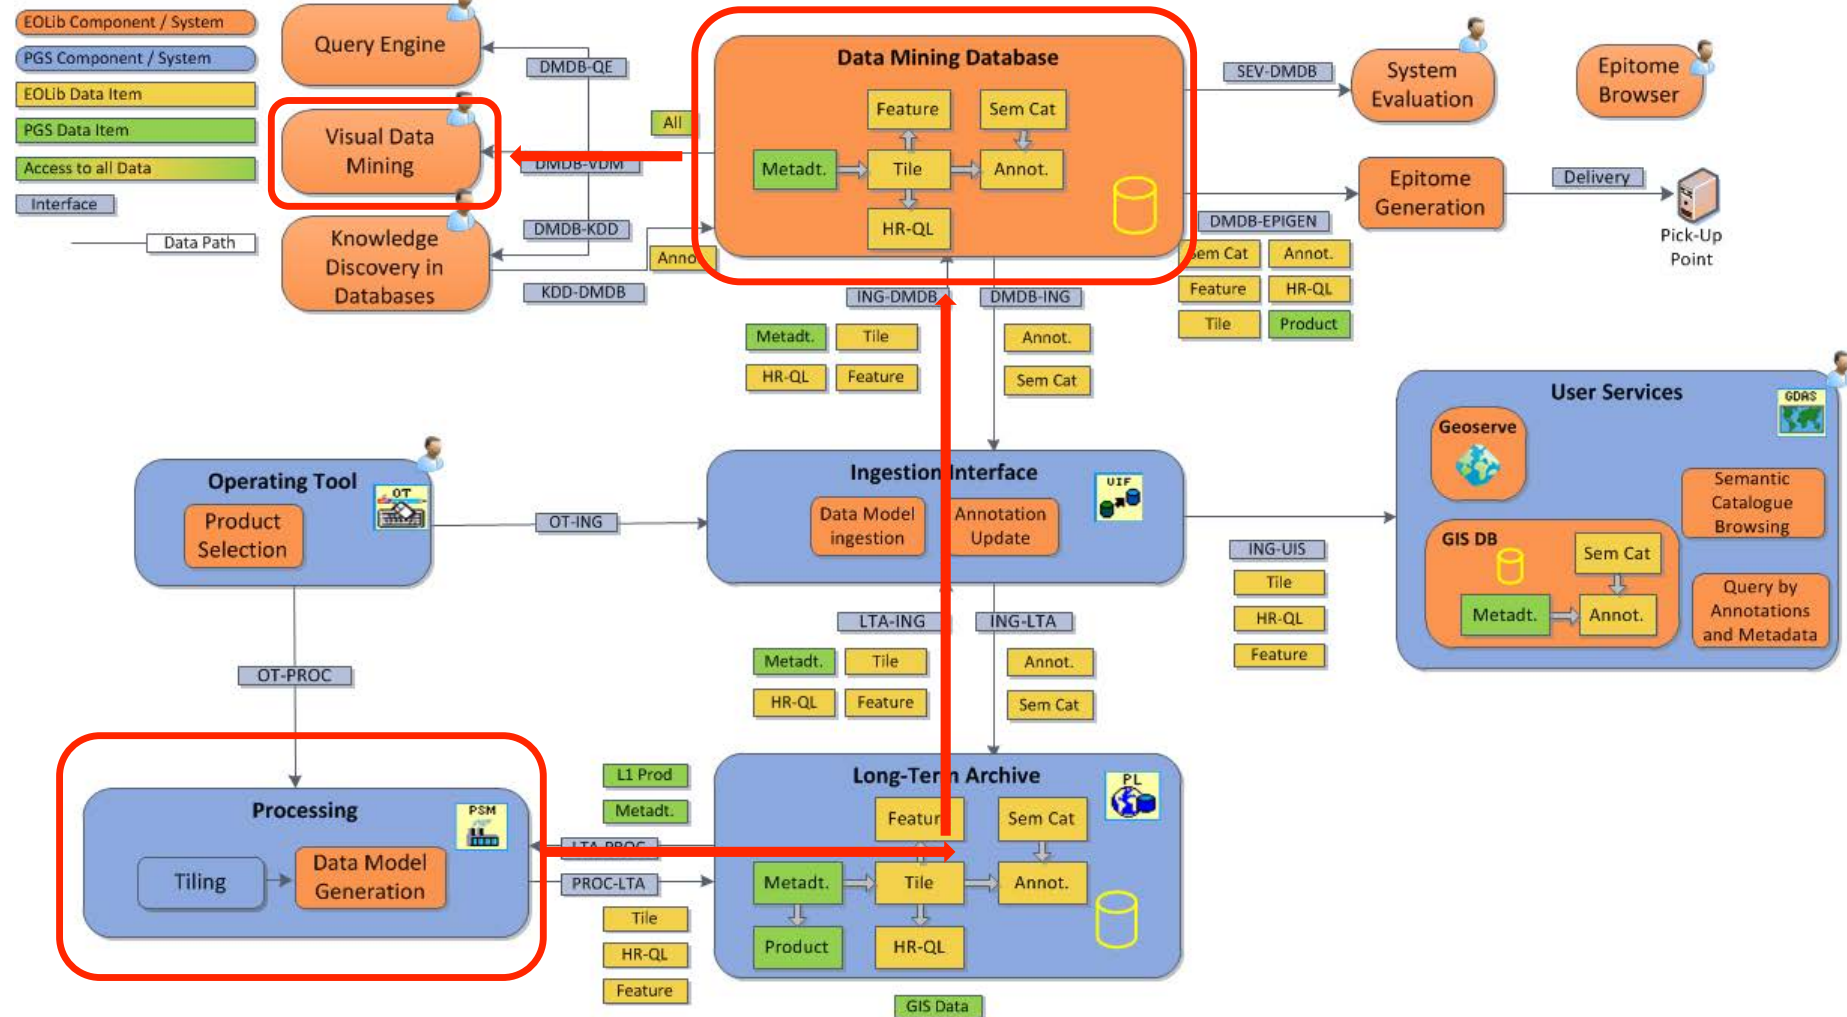 EOLib Component / System
PGS Component / System
EOLib Data Item
PGS Data Item
Access to all Data
Interface
Data Path
Query Engine
Visual Data
Mining
Knowledge
Discovery in
Databases
DMDB-QE
DMDB-VDM
DMDB-KDD
KDD-DMDB
All
Anno
Data Mining Database
Feature
Sem Cat
Metadt.
Tile
Annot.
HR-QL
SEV-DMDB
System
Evaluation
Epitome
Browser
Epitome
Generation
Delivery
Pick-Up
Point
DMDB-EPIGEN
Sem Cat
Annot.
Feature
HR-QL
Tile
Product
ING-DMDB
DMDB-ING
Metadt.
Tile
HR-QL
Feature
Annot.
Sem Cat
Operating Tool
OT
Product
Selection
OT-ING
OT-PROC
Ingestion Interface
UIF
Data Model
ingestion
Annotation
Update
ING-UIS
Tile
HR-QL
Feature
User Services
GDAS
Geoserve
Semantic
Catalogue
Browsing
GIS DB
Sem Cat
Metadt.
Annot.
Query by
Annotations
and Metadata
LTA-ING
ING-LTA
Metadt.
Tile
HR-QL
Feature
Annot.
Sem Cat
Processing
PSM
Tiling
Data Model
Generation
L1 Prod
Metadt.
LTA-PROC
PROC-LTA
Tile
HR-QL
Feature
Long-Term Archive
PL
Featur
Sem Cat
Metadt.
Tile
Annot.
Product
HR-QL
GIS Data